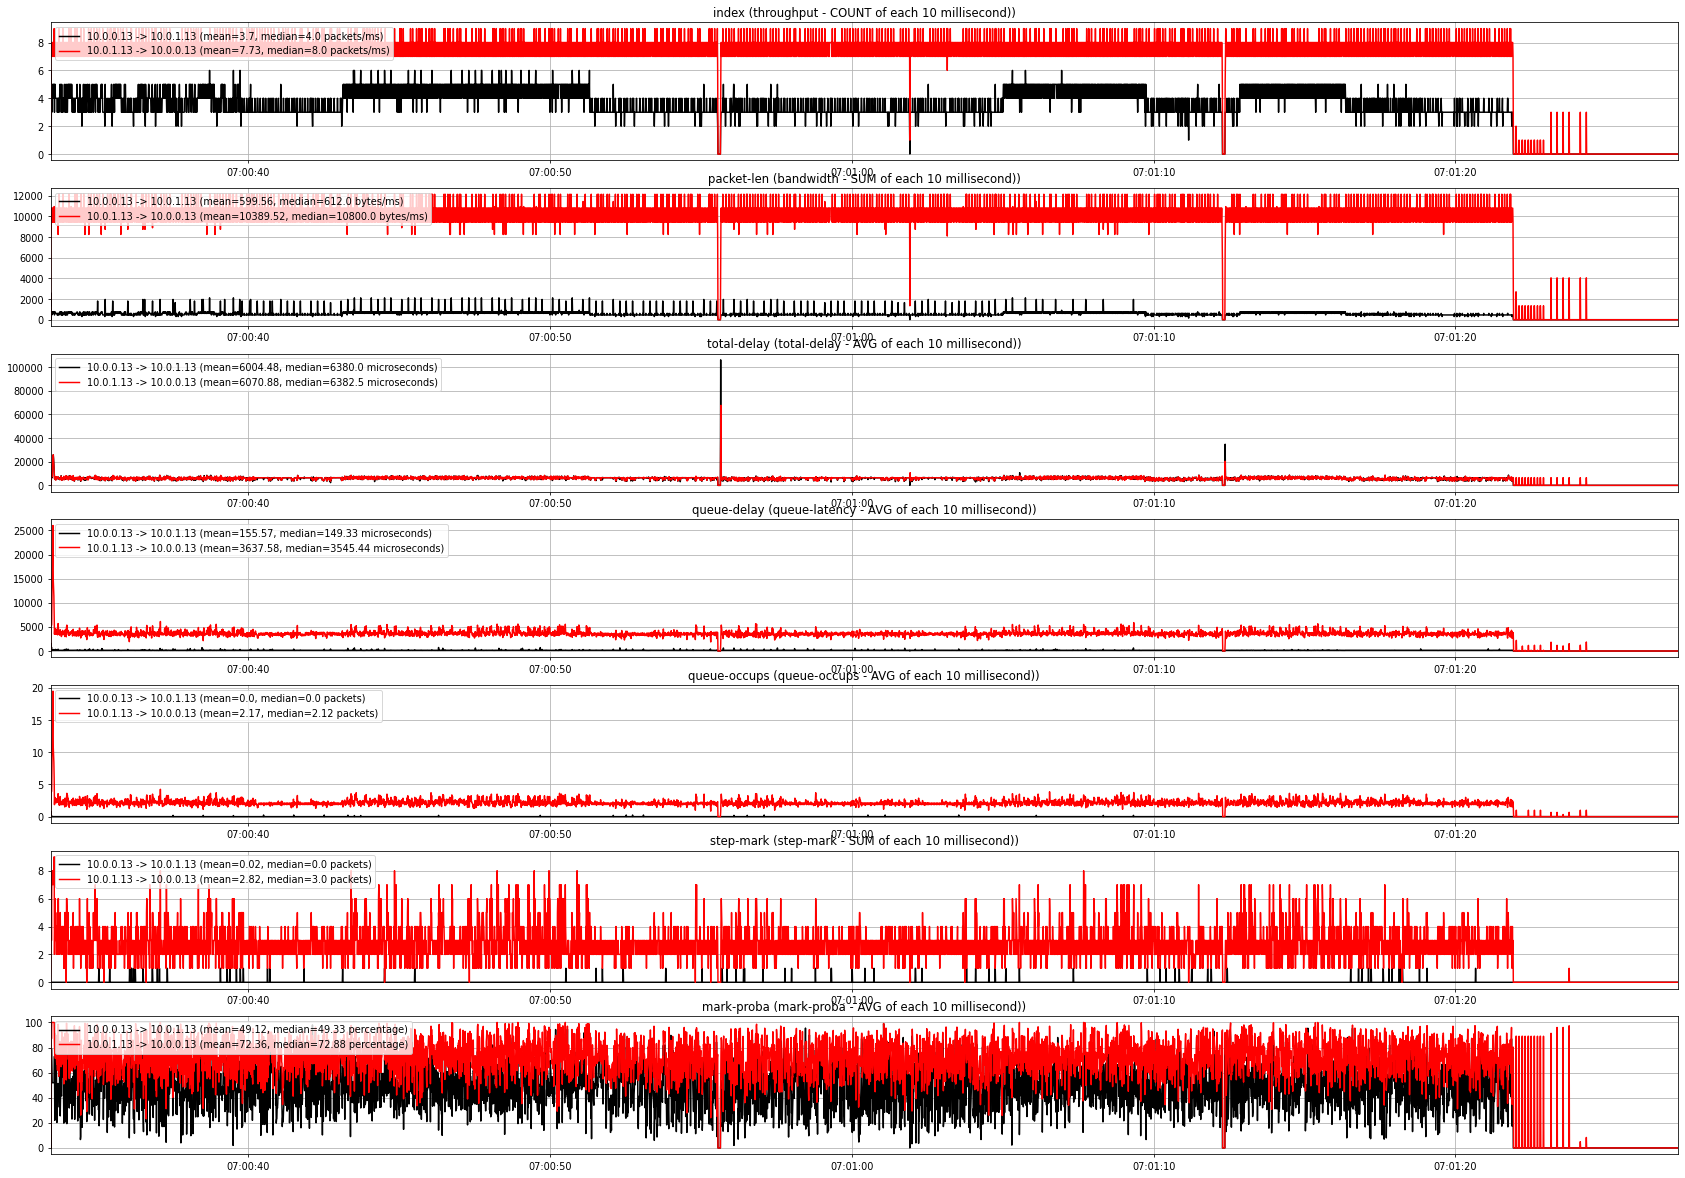 index (throughput - COUNT of each 10 millisecond))
10.0.0.13 -> 10.0.1.13 (mean=3.7, median=4.0 packets/ms)
10.0.1.13 -> 10.0.0.13 (mean=7.73, median=8.0 packets/ms)
8
6
4
2
0
07:00:40 07:00:50 07:01:00 07:01:10 07:01:20
packet-len (bandwidth - SUM of each 10 millisecond))
10.0.0.13 -> 10.0.1.13 (mean=599.56, median=612.0 bytes/ms)
10.0.1.13 -> 10.0.0.13 (mean=10389.52, median=10800.0 bytes/ms)
12000
10000
8000
6000
4000
2000
0
07:00:40 07:00:50 07:01:00 07:01:10 07:01:20
total-delay (total-delay - AVG of each 10 millisecond))
10.0.0.13 -> 10.0.1.13 (mean=6004.48, median=6380.0 microseconds)
10.0.1.13 -> 10.0.0.13 (mean=6070.88, median=6382.5 microseconds)
100000
80000
60000
40000
20000
0
07:00:40 07:00:50 07:01:00 07:01:10 07:01:20
queue-delay (queue-latency - AVG of each 10 millisecond))
10.0.0.13 -> 10.0.1.13 (mean=155.57, median=149.33 microseconds)
10.0.1.13 -> 10.0.0.13 (mean=3637.58, median=3545.44 microseconds)
25000
20000
15000
10000
5000
0
07:00:40 07:00:50 07:01:00 07:01:10 07:01:20
queue-occups (queue-occups - AVG of each 10 millisecond))
10.0.0.13 -> 10.0.1.13 (mean=0.0, median=0.0 packets)
10.0.1.13 -> 10.0.0.13 (mean=2.17, median=2.12 packets)
20
15
10
5
0
07:00:40 07:00:50 07:01:00 07:01:10 07:01:20
step-mark (step-mark - SUM of each 10 millisecond))
10.0.0.13 -> 10.0.1.13 (mean=0.02, median=0.0 packets)
10.0.1.13 -> 10.0.0.13 (mean=2.82, median=3.0 packets)
8
6
4
2
0
07:00:40 07:00:50 07:01:00 07:01:10 07:01:20
mark-proba (mark-proba - AVG of each 10 millisecond))
10.0.0.13 -> 10.0.1.13 (mean=49.12, median=49.33 percentage)
10.0.1.13 -> 10.0.0.13 (mean=72.36, median=72.88 percentage)
100
80
60
40
20
0
07:00:40 07:00:50 07:01:00 07:01:10 07:01:20